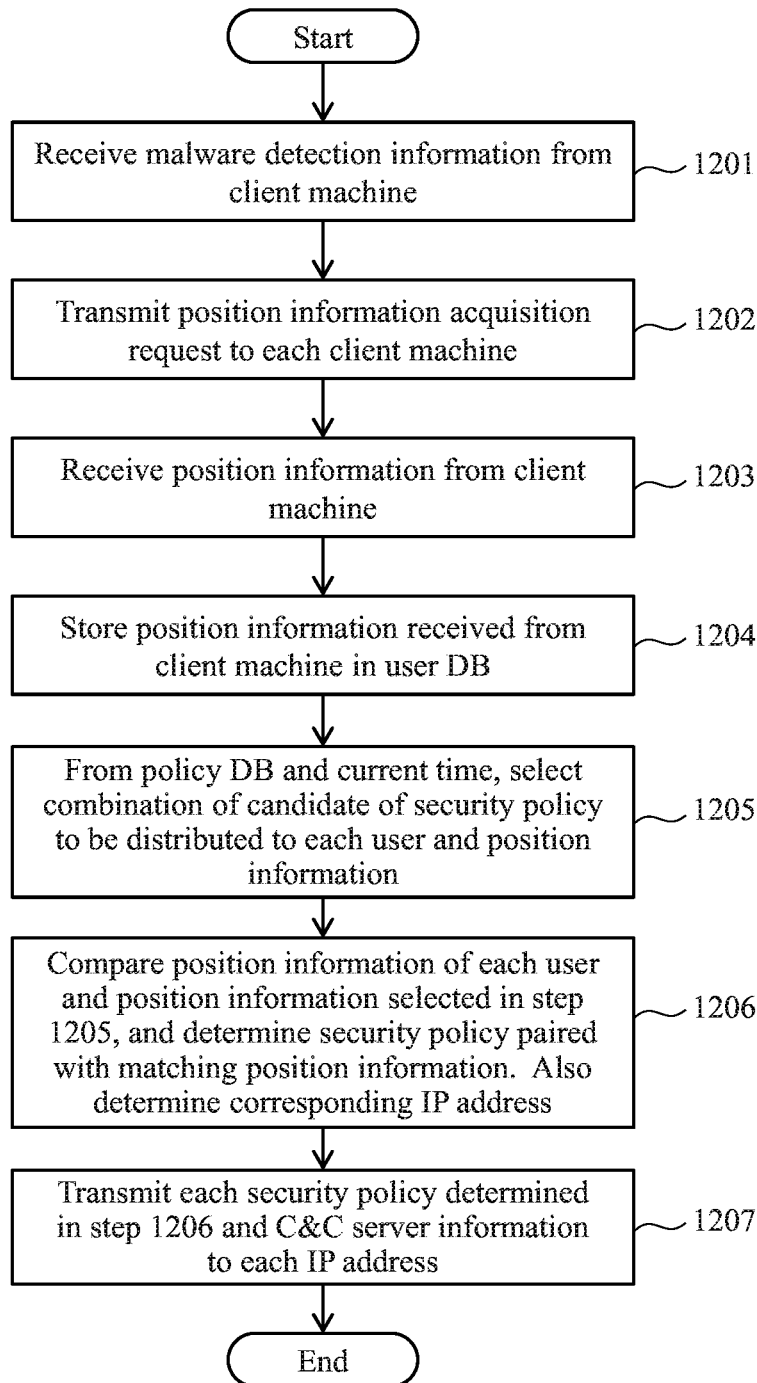 Start
Receive malware detection information from
client machine
1201
Transmit position information acquisition
request to each client machine
1202
Receive position information from client
machine
1203
Store position information received from
client machine in user DB
1204
From policy DB and current time, select
combination of candidate of security policy
to be distributed to each user and position
information
1205
Compare position information of each user
and position information selected in step
1205, and determine security policy paired
with matching position information.  Also
determine corresponding IP address
1206
Transmit each security policy determined
in step 1206 and C&C server information
to each IP address
1207
End